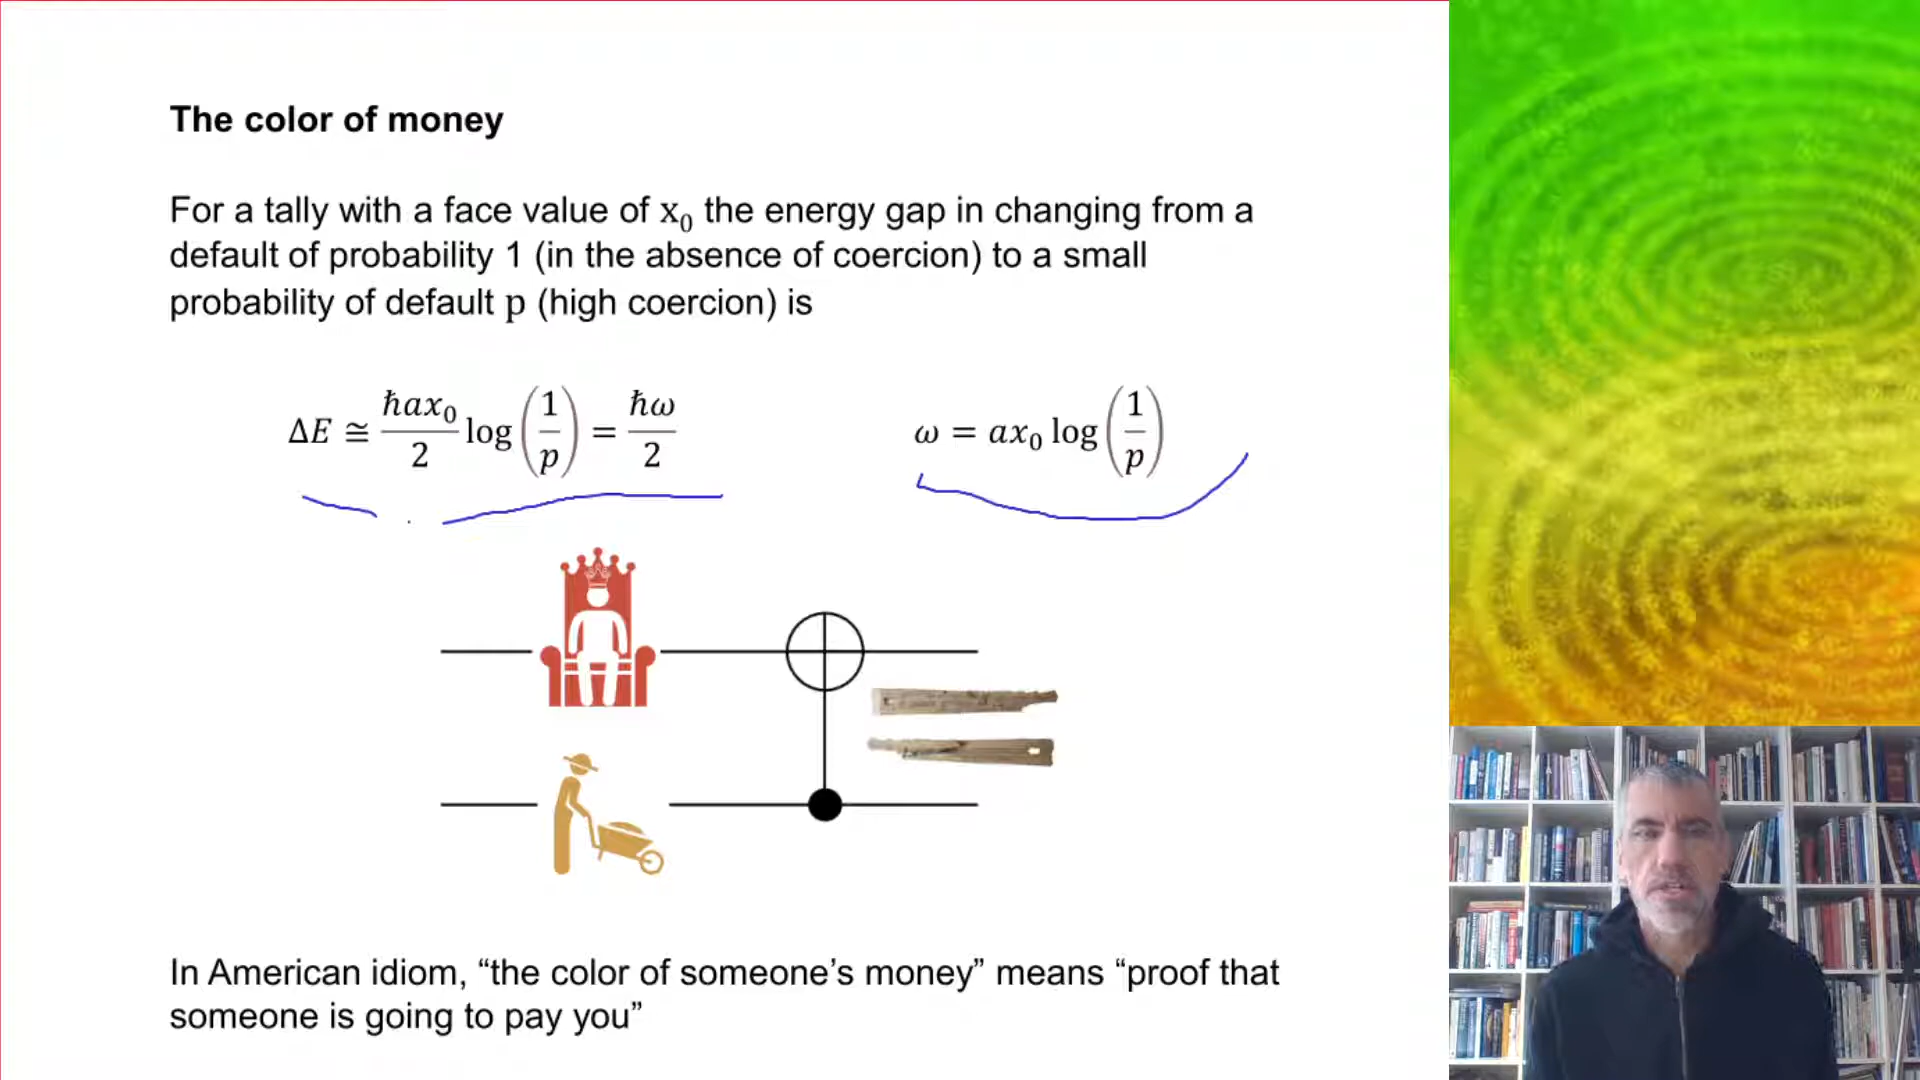 The color of money
For a tally with a face value of x₀ the energy gap in changing from a
default of probability 1 (in the absence of coercion) to a small
probability of default p (high coercion) is
ΔE ≅ ħax₀/2 log(1/p) = ħω/2    ω = ax₀ log(1/p)
In American idiom, “the color of someone’s money” means “proof that
someone is going to pay you”